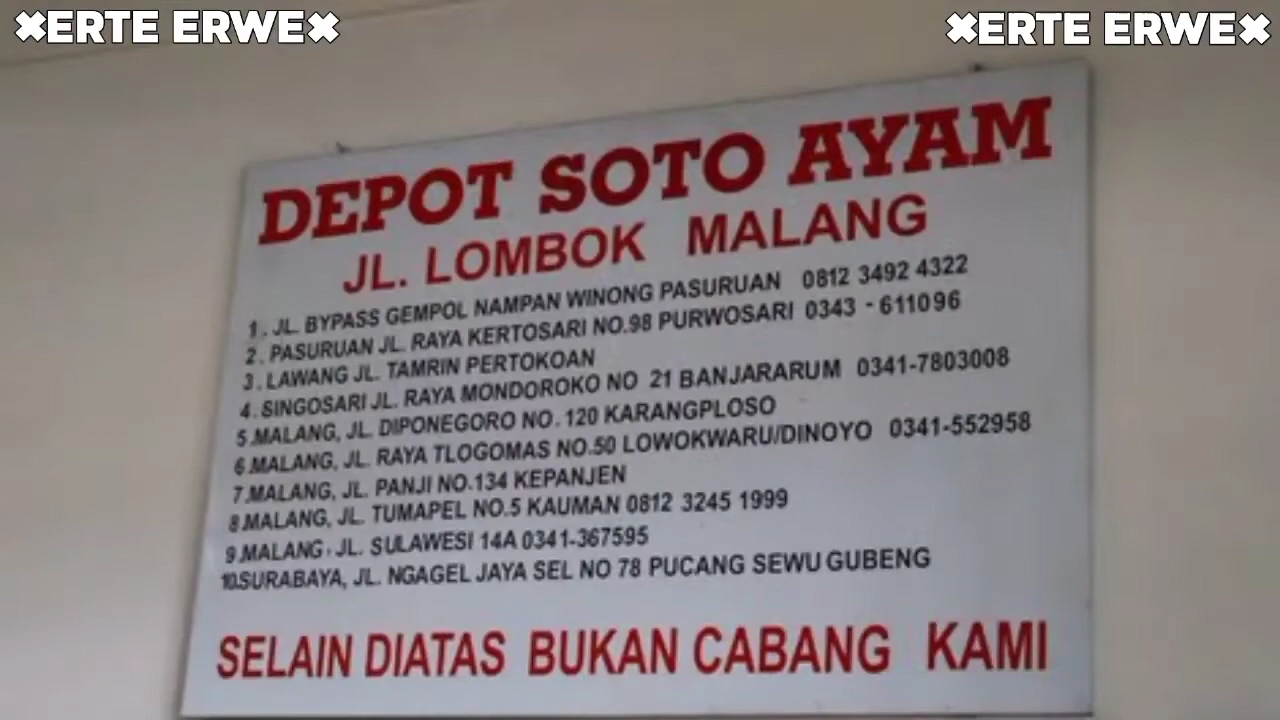 ✖ERTE ERWE✖
✖ERTE ERWE✖
DEPOT SOTO AYAM
JL. LOMBOK MALANG
1. JL. BYPASS GEMPOL NAMPAN WINONG PASURUAN 0812 3492 4322
2. PASURUAN JL. RAYA KERTOSARI NO.98 PURWOSARI 0343 - 611096
3. LAWANG JL. TAMRIN PERTOKOAN
4. SINGOSARI JL. RAYA MONDOROKO NO 21 BANJARARUM 0341-7803008
5.MALANG, JL. DIPONEGORO NO. 120 KARANGPLOSO
6.MALANG, JL. RAYA TLOGOMAS NO.50 LOWOKWARU/DINOYO 0341-552958
7.MALANG, JL. PANJI NO.134 KEPANJEN
8.MALANG, JL. TUMAPEL NO.5 KAUMAN 0812 3245 1999
9.MALANG, JL. SULAWESI 14A 0341-367595
10.SURABAYA, JL. NGAGEL JAYA SEL NO 78 PUCANG SEWU GUBENG
SELAIN DIATAS BUKAN CABANG KAMI